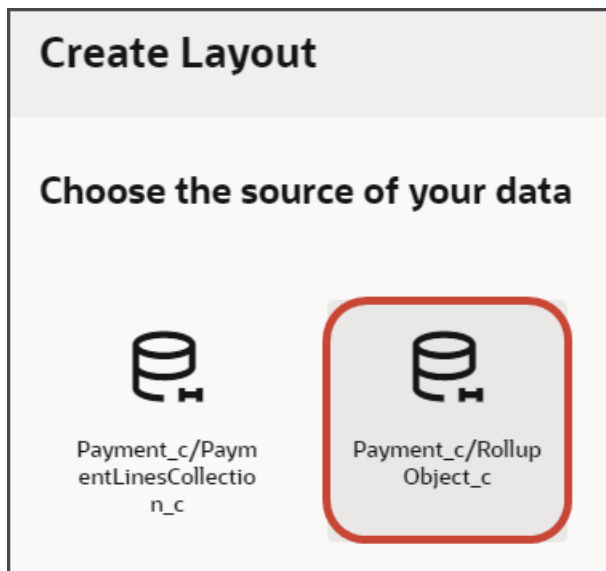 Create Layout
Choose the source of your data
Payment_c/Paym
entLinesCollectio
n_c
Payment_c/Rollup
Object_c